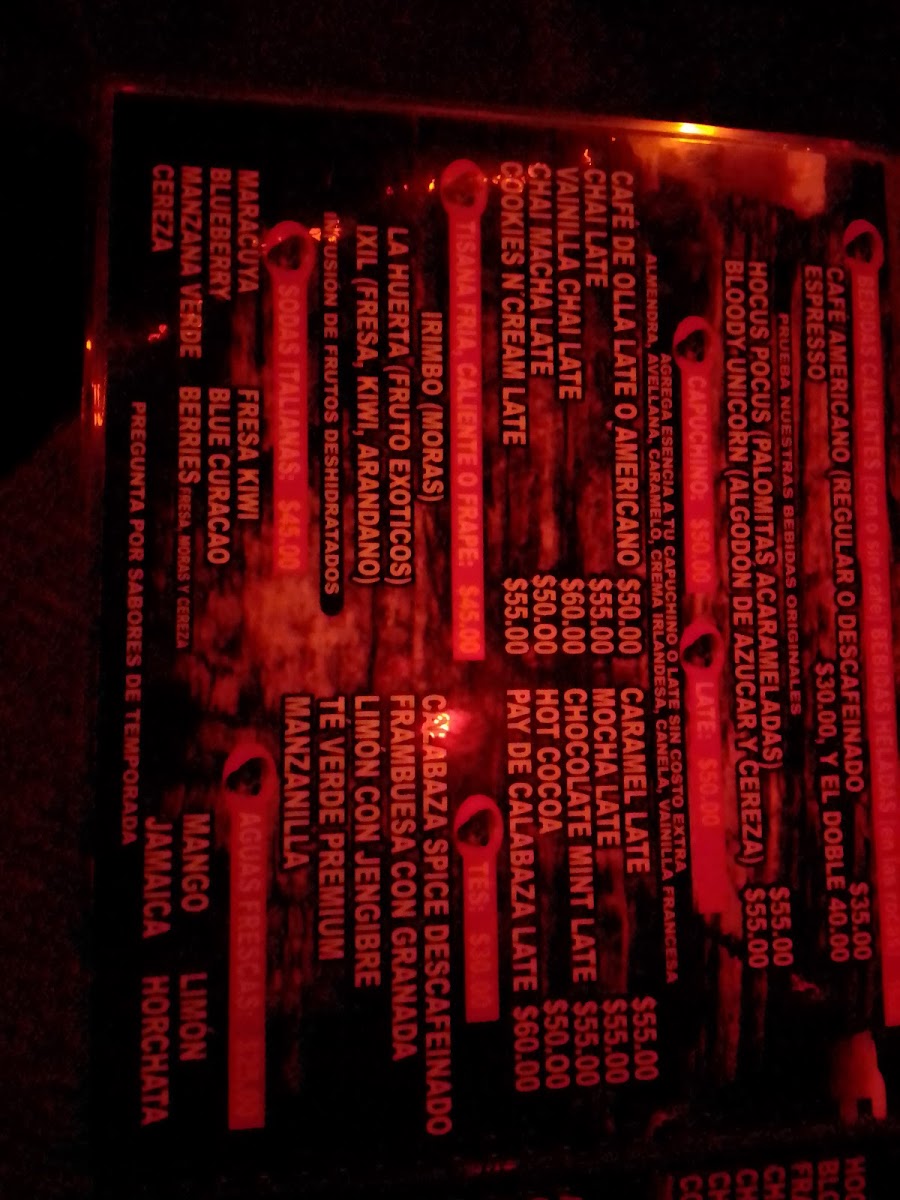 BEBIDAS CALIENTES (con o sin café) BEBIDAS HELADAS
CAFÉ AMERICANO (REGULAR O DESCAFEINADO $35.00
ESPRESSO $30.00, Y EL DOBLE 40.00
PRUEBA NUESTRAS BEBIDAS ORIGINALES
HOCUS POCUS (PALOMITAS ACARAMELADAS) $55.00
BLOODY UNICORN (ALGODÓN DE AZUCAR Y CEREZA) $55.00
CAPUCHINO: $50.00 LATE: $50.00
AGREGA ESENCIA A TU CAPUCHINO O LATE SIN COSTO EXTRA
ALMENDRA, AVELLANA, CARAMELO, CREMA IRLANDESA, CANELA, VAINILLA FRANCESA
CAFÉ DE OLLA LATE O AMERICANO $50.00
CHAI LATE $55.00
VAINILLA CHAI LATE $60.00
CHAI MACHA LATE $50.00
COOKIES N'CREAM LATE $55.00
CARAMEL LATE $55.00
MOCHA LATE $55.00
CHOCOLATE MINT LATE $55.00
HOT COCOA $50.00
PAY DE CALABAZA LATE $60.00
TISANA FRIA, CALIENTE O FRAPE: $45.00
IRIMBO (MORAS)
LA HUERTA (FRUTO EXOTICOS)
IXIL (FRESA, KIWI, ARANDANO)
INFUSIÓN DE FRUTOS DESHIDRATADOS
TES:
CALABAZA SPICE DESCAFEINADO
FRAMBUESA CON GRANADA
LIMÓN CON JENGIBRE
TÉ VERDE PREMIUM
MANZANILLA
SODAS ITALIANAS: $45.00
MARACUYA
BLUEBERRY
MANZANA VERDE
CEREZA
FRESA KIWI
BLUE CURACAO
BERRIES FRESA, MORAS Y CEREZA
PREGUNTA POR SABORES DE TEMPORADA
AGUAS FRESCAS:
MANGO LIMÓN
JAMAICA HORCHATA